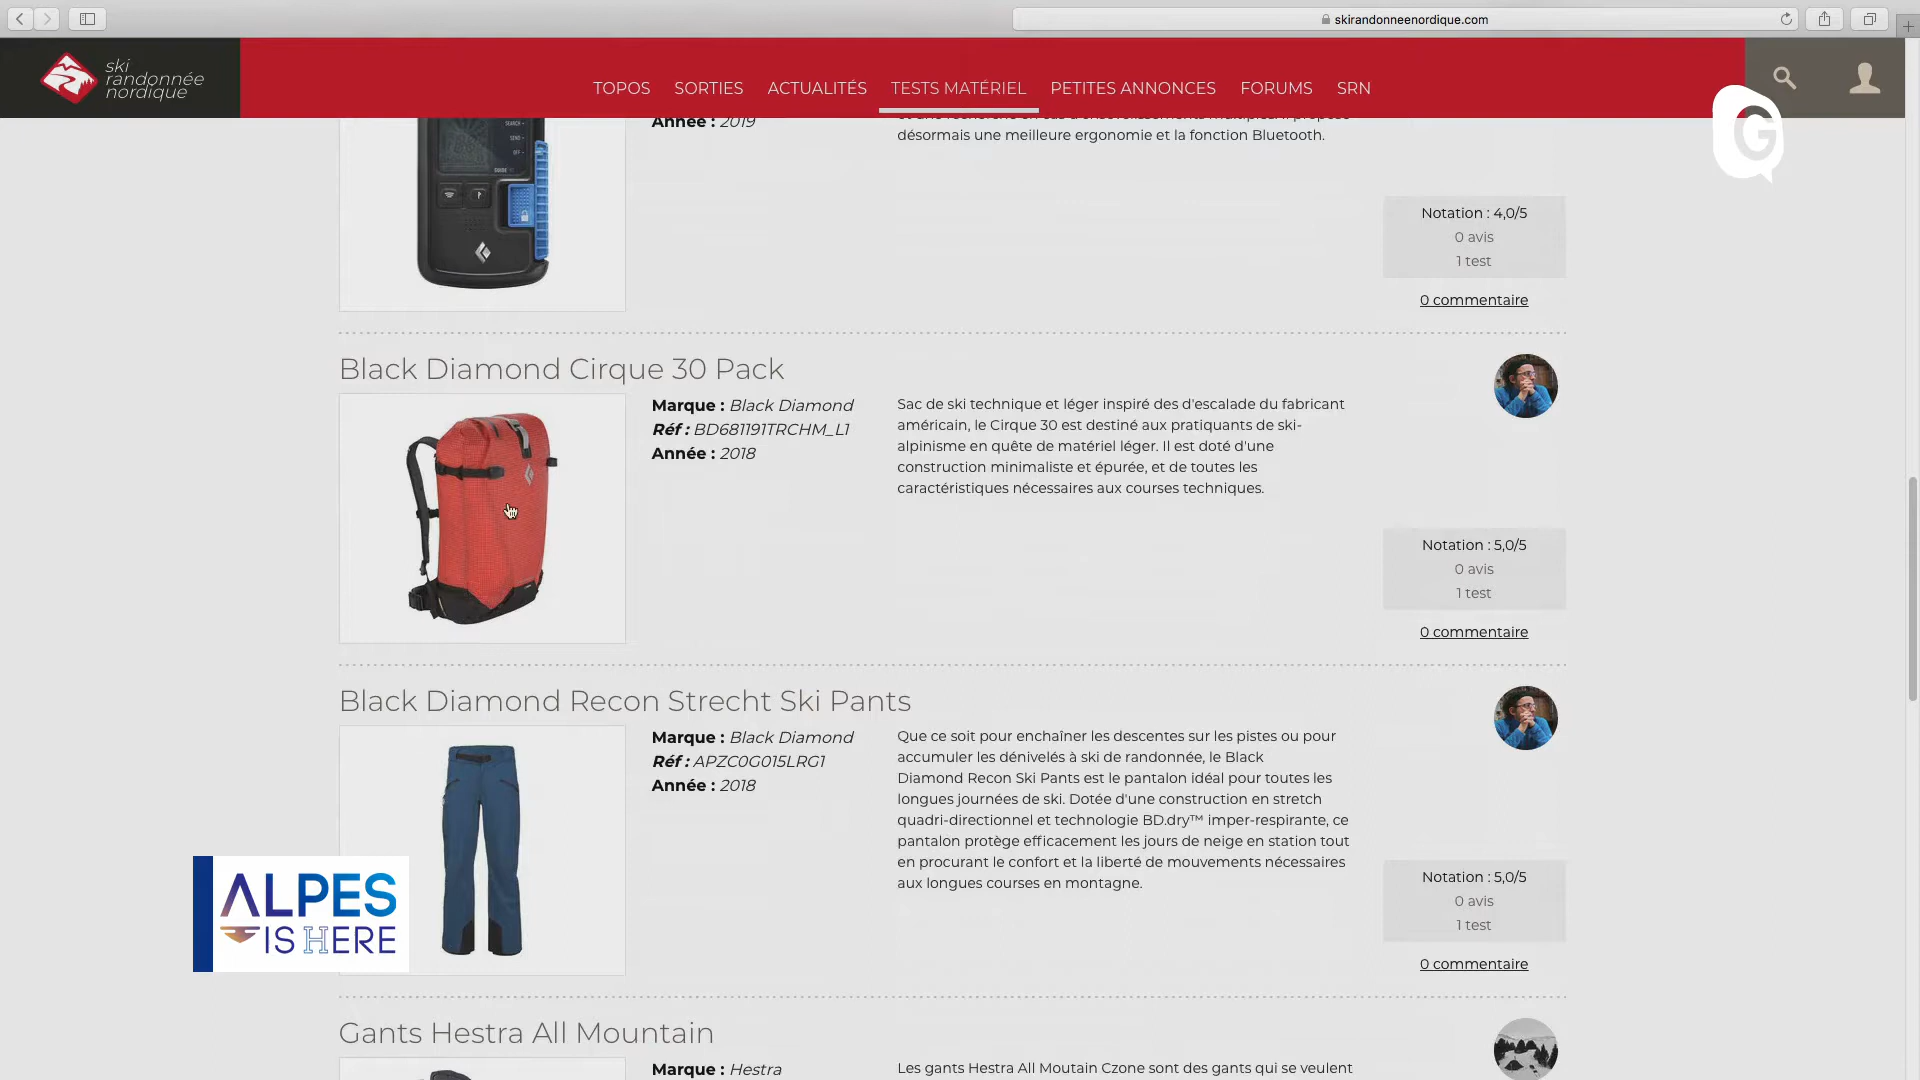 skirandonneenordique.com
ski
randonnée
nordique
TOPOS SORTIES ACTUALITÉS TESTS MATÉRIEL PETITES ANNONCES FORUMS SRN
G
Année : 2019
désormais une meilleure ergonomie et la fonction Bluetooth.
SEARCH
SEND
OFF
GUIDE
Notation : 4,0/5
0 avis
1 test
0 commentaire
Black Diamond Cirque 30 Pack
Marque : Black Diamond
Réf : BD681191TRCHM_L1
Année : 2018
Sac de ski technique et léger inspiré des d'escalade du fabricant
américain, le Cirque 30 est destiné aux pratiquants de ski-
alpinisme en quête de matériel léger. Il est doté d'une
construction minimaliste et épurée, et de toutes les
caractéristiques nécessaires aux courses techniques.
Notation : 5,0/5
0 avis
1 test
0 commentaire
Black Diamond Recon Strecht Ski Pants
Marque : Black Diamond
Réf : APZC0G015LRG1
Année : 2018
Que ce soit pour enchaîner les descentes sur les pistes ou pour
accumuler les dénivelés à ski de randonnée, le Black
Diamond Recon Ski Pants est le pantalon idéal pour toutes les
longues journées de ski. Dotée d'une construction en stretch
quadri-directionnel et technologie BD.dry™ imper-respirante, ce
pantalon protège efficacement les jours de neige en station tout
en procurant le confort et la liberté de mouvements nécessaires
aux longues courses en montagne.
Notation : 5,0/5
0 avis
1 test
0 commentaire
ALPES
IS HERE
Gants Hestra All Mountain
Marque : Hestra
Les gants Hestra All Moutain Czone sont des gants qui se veulent